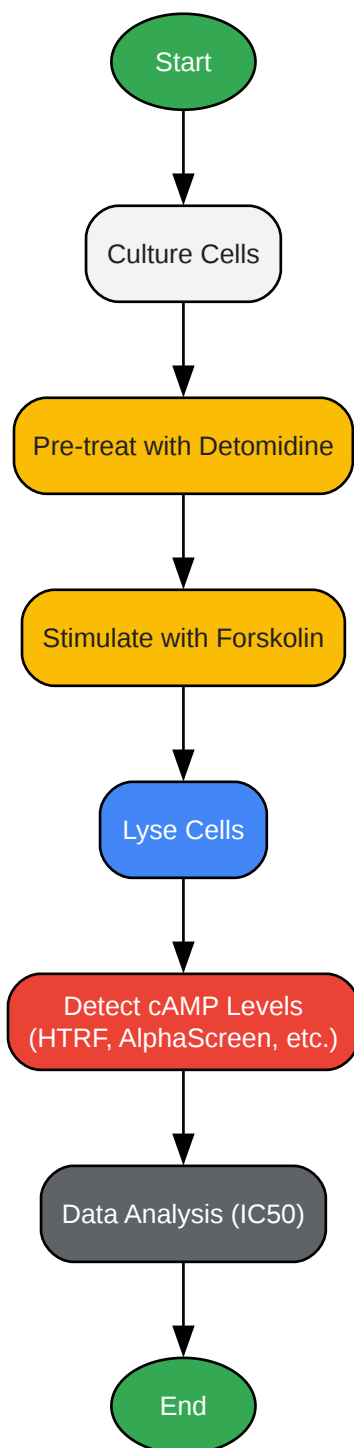 Start
Culture Cells
Pre-treat with Detomidine
Stimulate with Forskolin
Lyse Cells
Detect cAMP Levels
(HTRF, AlphaScreen, etc.)
Data Analysis (IC50)
End